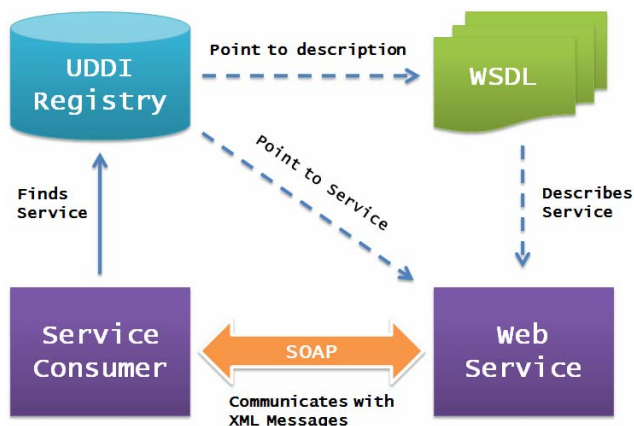 UDDI
Registry
Point to description
WSDL
Point to Service
Finds
Service
Describes
Service
Service
Consumer
SOAP
Web
Service
Communicates with
XML Messages